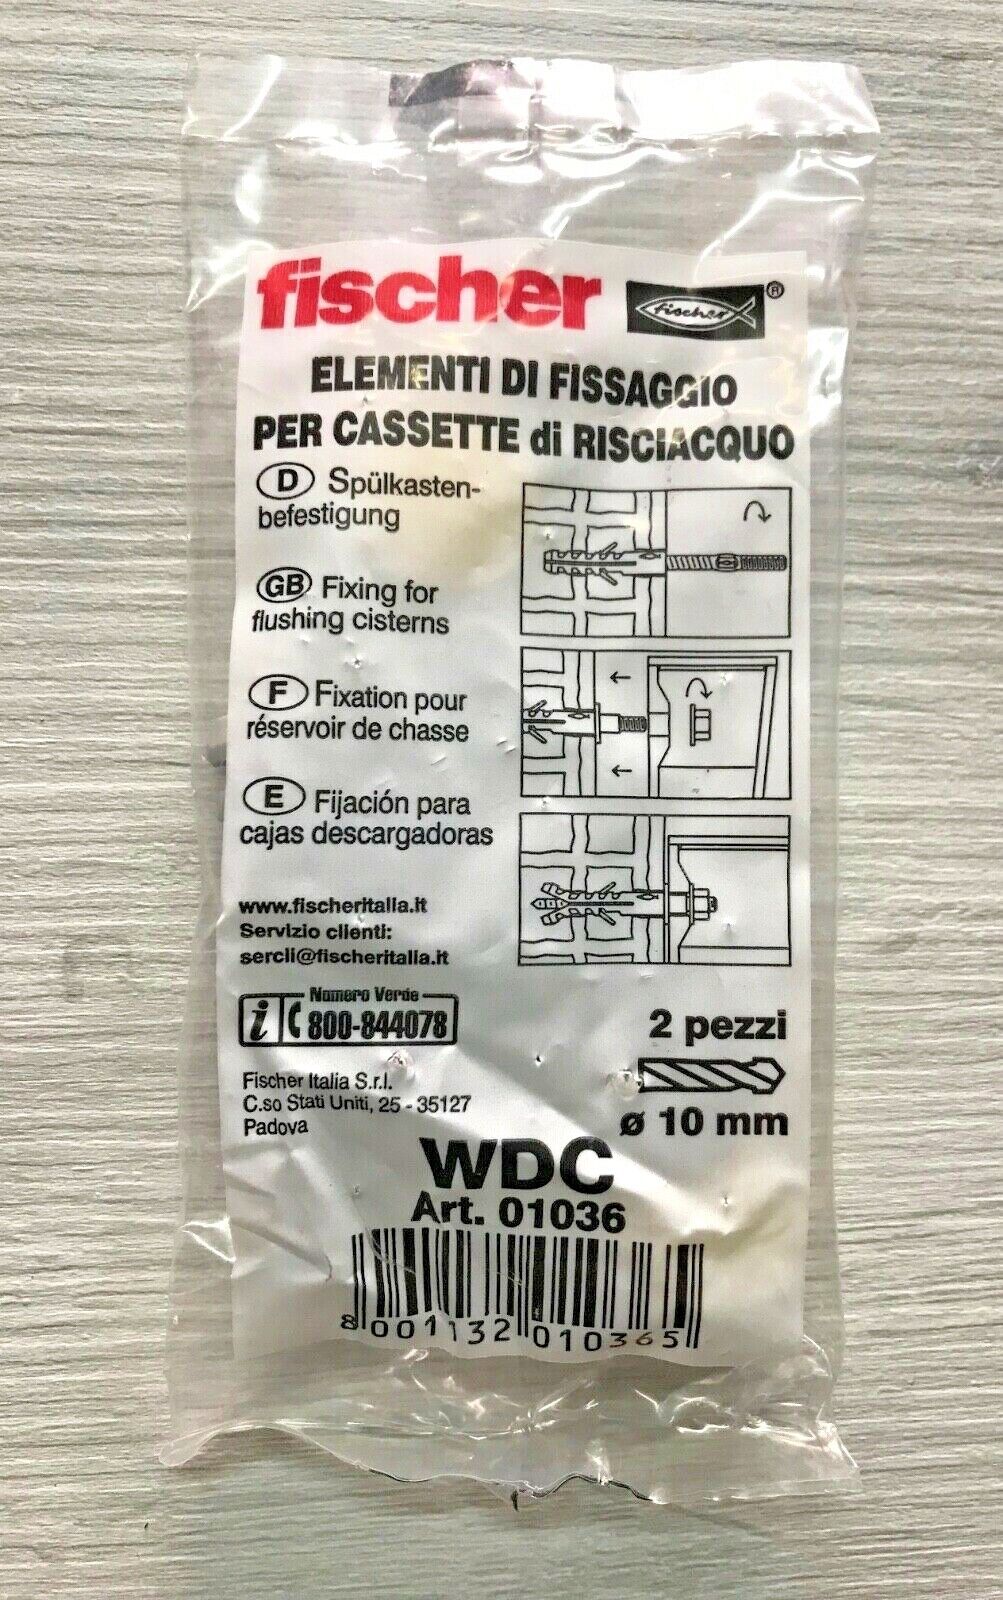 fischer
fischer ®
ELEMENTI DI FISSAGGIO
PER CASSETTE di RISCIACQUO
D Spülkasten-
befestigung
GB Fixing for
flushing cisterns
F Fixation pour
réservoir de chasse
E Fijación para
cajas descargadoras
www.fischeritalia.it
Servizio clienti:
sercli@fischeritalia.it
Numero Verde
i 800-844078
Fischer Italia S.r.l.
C.so Stati Uniti, 25 - 35127
Padova
2 pezzi
ø 10 mm
WDC
Art. 01036
8 001132 010365